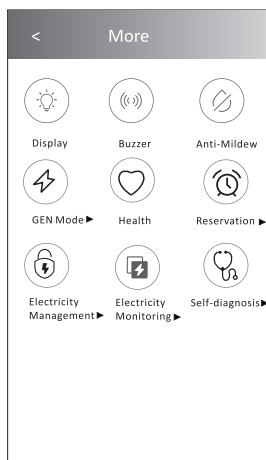 < More
Display Buzzer Anti-Mildew
GEN Mode▶ Health Reservation▶
Electricity Electricity Self-diagnosis▶
Management▶ Monitoring▶